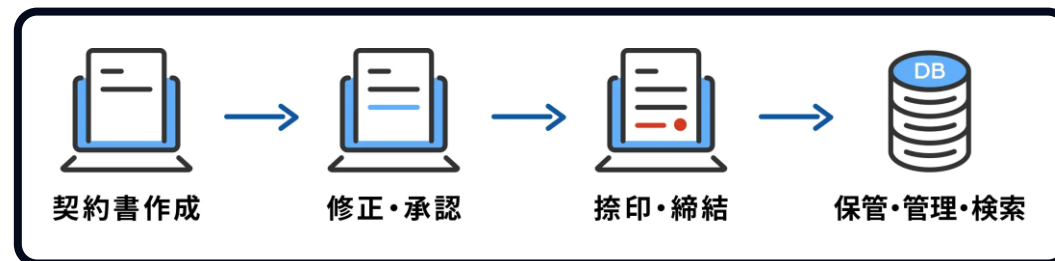 契約書作成
修正・承認
捺印・締結
DB
保管・管理・検索